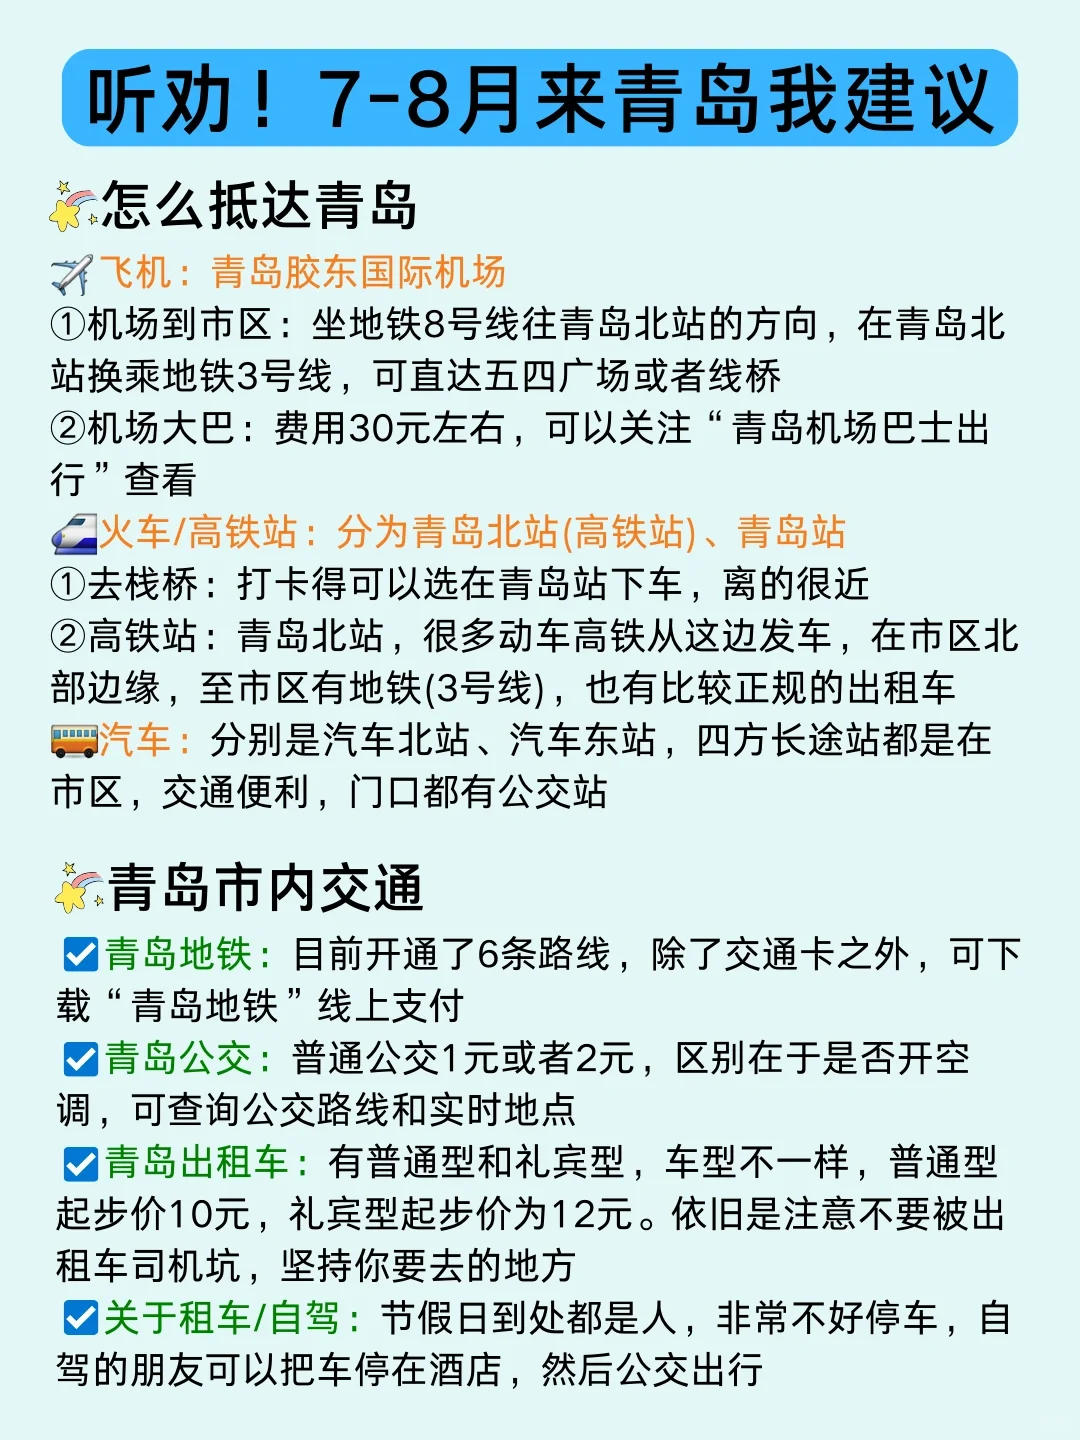 听劝！7-8月来青岛我建议
怎么抵达青岛
飞机：青岛胶东国际机场
①机场到市区：坐地铁8号线往青岛北站的方向，在青岛北
站换乘地铁3号线，可直达五四广场或者线桥
②机场大巴：费用30元左右，可以关注“青岛机场巴士出
行”查看
火车/高铁站：分为青岛北站(高铁站)、青岛站
①去栈桥：打卡得可以选在青岛站下车，离的很近
②高铁站：青岛北站，很多动车高铁从这边发车，在市区北
部边缘，至市区有地铁(3号线)，也有比较正规的出租车
汽车：分别是汽车北站、汽车东站，四方长途站都是在
市区，交通便利，门口都有公交站
青岛市内交通
青岛地铁：目前开通了6条路线，除了交通卡之外，可下
载“青岛地铁”线上支付
青岛公交：普通公交1元或者2元，区别在于是否开空
调，可查询公交路线和实时地点
青岛出租车：有普通型和礼宾型，车型不一样，普通型
起步价10元，礼宾型起步价为12元。依旧是注意不要被出
租车司机坑，坚持你要去的地方
关于租车/自驾：节假日到处都是人，非常不好停车，自
驾的朋友可以把车停在酒店，然后公交出行